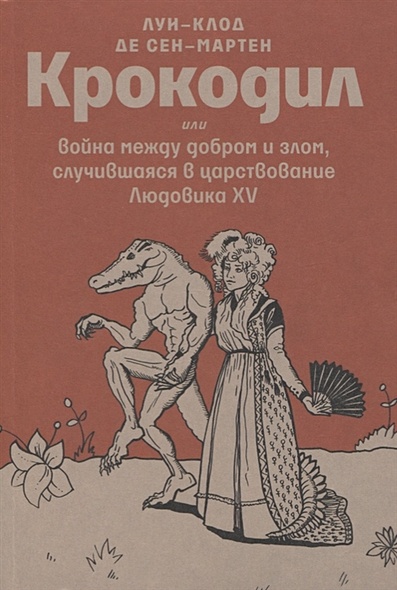 ЛУИ-КЛОД
ДЕ СЕН-МАРТЕН
Крокодил
или
война между добром и злом,
случившаяся в царствование
Людовика XV